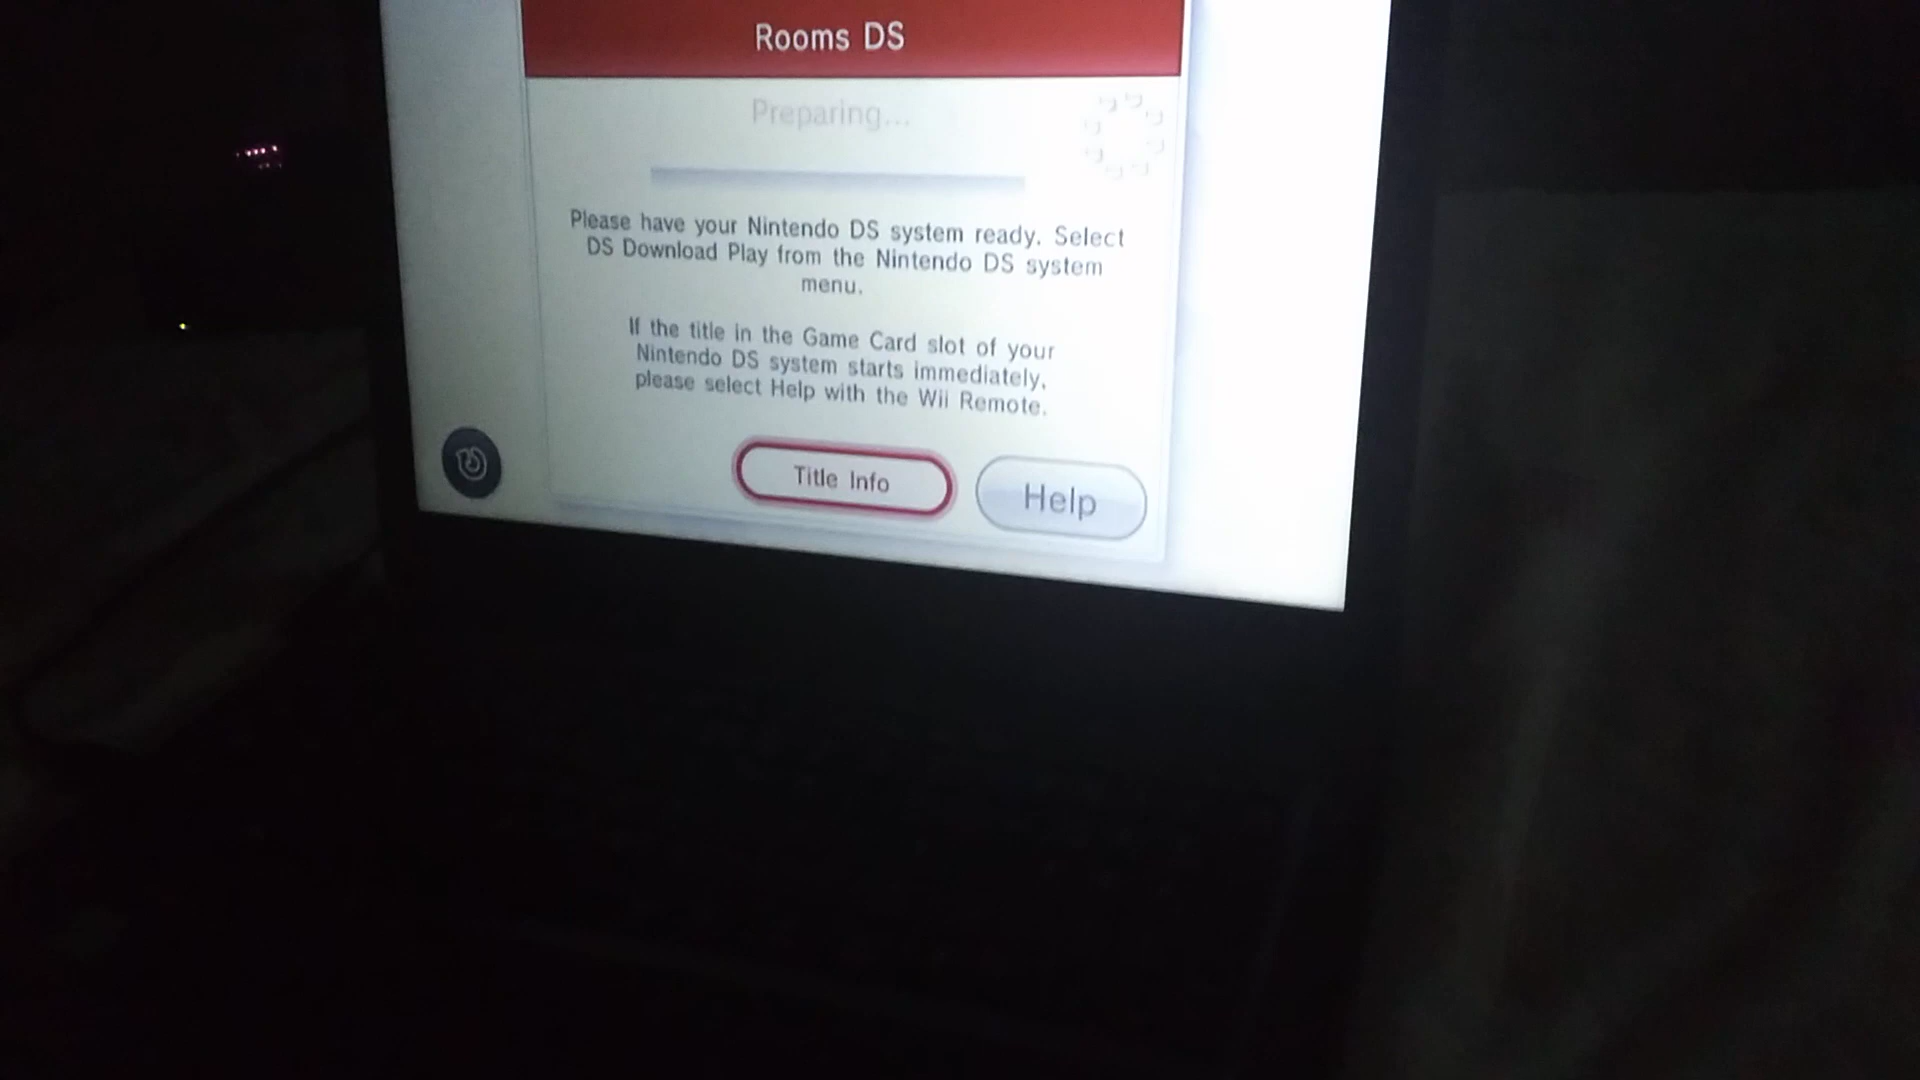 Rooms DS
Preparing...
Please have your Nintendo DS system ready. Select
DS Download Play from the Nintendo DS system
menu.
If the title in the Game Card slot of your
Nintendo DS system starts immediately,
please select Help with the Wii Remote.
Title Info
Help